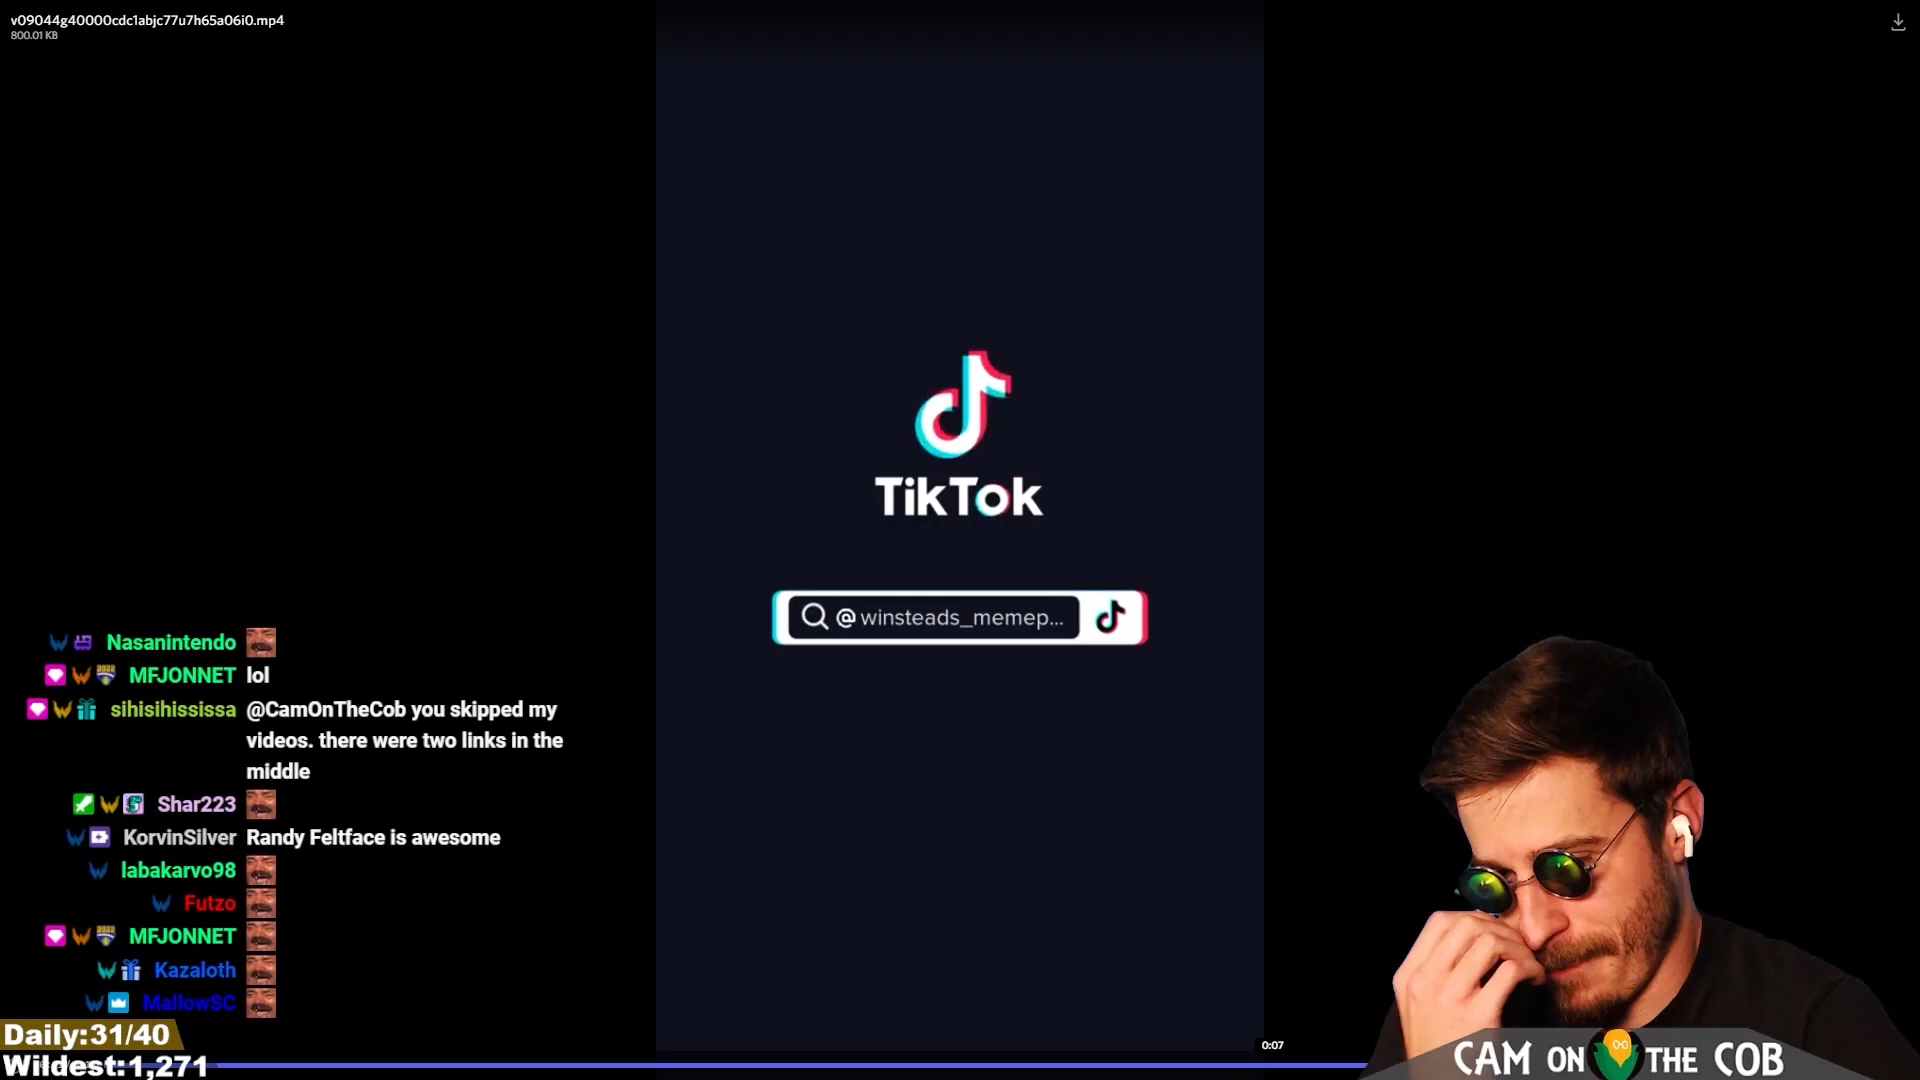 v09044g40000cdc1abjc77u7h65a06i0.mp4
800.01 KB
TikTok
@winsteads_memep...
Nasanintendo
MFJONNET lol
sihisihississa @CamOnTheCob you skipped my
videos. there were two links in the
middle
Shar223
KorvinSilver Randy Feltface is awesome
labakarvo98
Futzo
MFJONNET
Kazaloth
MallowSC
Daily:31/40
Wildest:1,271
0:07
CAM ON THE COB